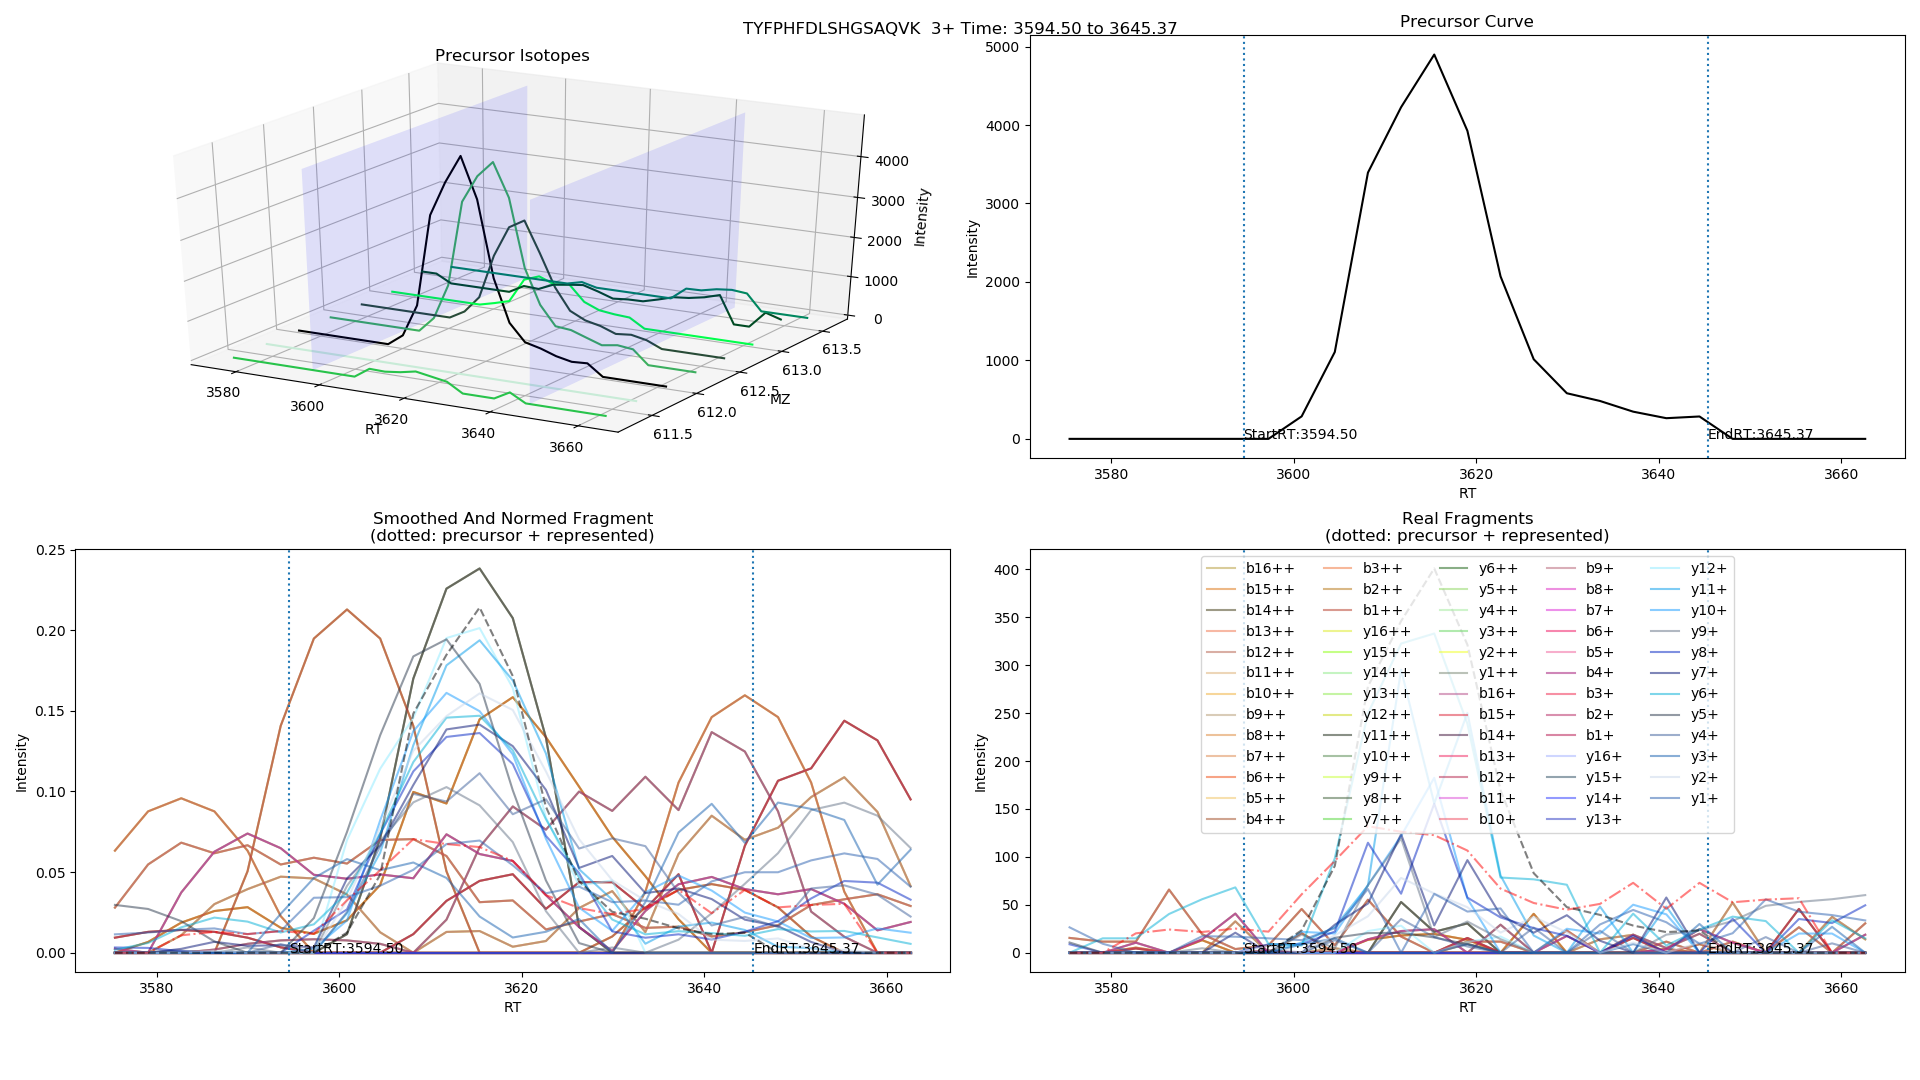 TYFPHFDLSHGSAQVK 3+ Time: 3594.50 to 3645.37
Precursor Isotopes
4000
3000
2000
1000
0
Intensity
3580
3600
3620
3640
3660
RT
611.5
612.0
612.5
613.0
613.5
MZ
Precursor Curve
5000
4000
3000
2000
1000
0
Intensity
StartRT:3594.50
EndRT:3645.37
3580
3600
3620
3640
3660
RT
Smoothed And Normed Fragment
(dotted: precursor + represented)
0.25
0.20
0.15
0.10
0.05
0.00
Intensity
StartRT:3594.50
EndRT:3645.37
3580
3600
3620
3640
3660
RT
Real Fragments
(dotted: precursor + represented)
400
350
300
250
200
150
100
50
0
Intensity
b16++ b3++ y6++ b9+ y12+
b15++ b2++ y5++ b8+ y11+
b14++ b1++ y4++ b7+ y10+
b13++ y16++ y3++ b6+ y9+
b12++ y15++ y2++ b5+ y8+
b11++ y14++ y1++ b4+ y7+
b10++ y13++ b16+ b3+ y6+
b9++ y12++ b15+ b2+ y5+
b8++ y11++ b14+ b1+ y4+
b7++ y10++ b13+ y16+ y3+
b6++ y9++ b12+ y15+ y2+
b5++ y8++ b11+ y14+ y1+
b4++ y7++ b10+ y13+
StartRT:3594.50
EndRT:3645.37
3580
3600
3620
3640
3660
RT